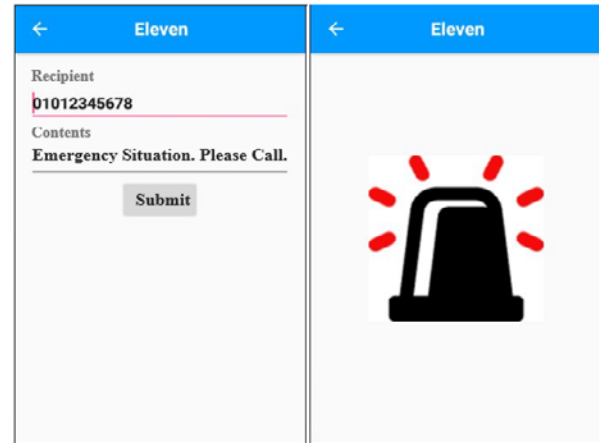 Eleven
Recipient
01012345678
Contents
Emergency Situation. Please Call.
Submit
Eleven